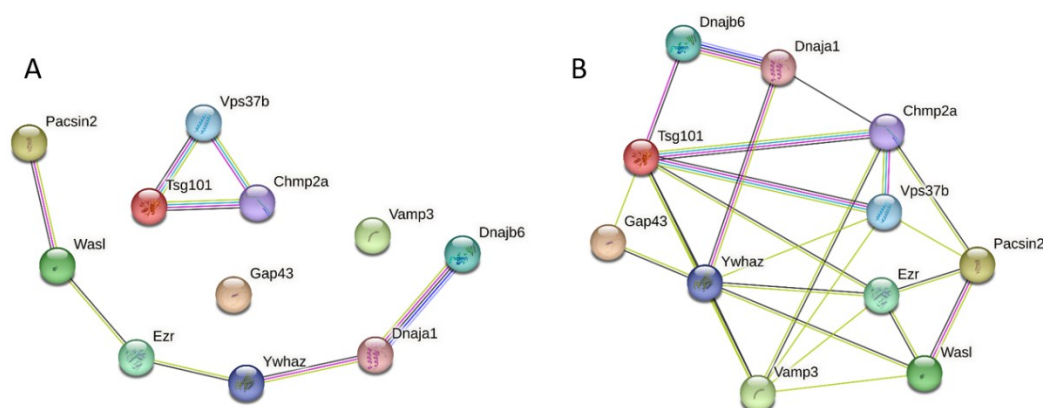 A
Vps37b
Pacsin2
Tsg101
Chmp2a
Vamp3
Dnajb6
Wasl
Gap43
Ezr
Ywhaz
Dnaja1
B
Dnajb6
Dnaja1
Chmp2a
Tsg101
Vps37b
Gap43
Pacsin2
Ywhaz
Ezr
Wasl
Vamp3